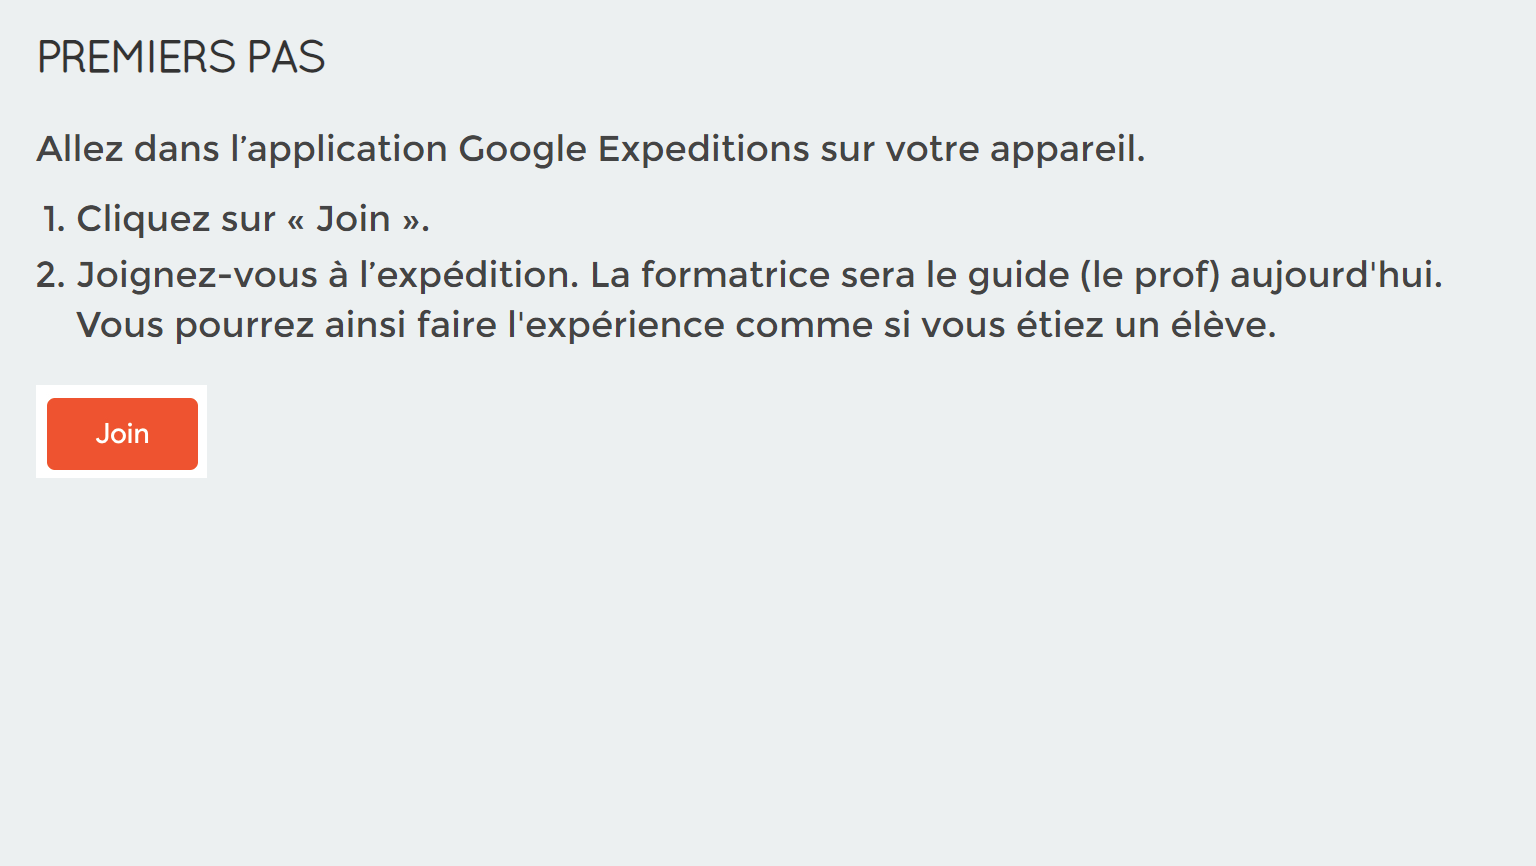 PREMIERS PAS
Allez dans l’application Google Expeditions sur votre appareil.
1. Cliquez sur « Join ».
2. Joignez-vous à l’expédition. La formatrice sera le guide (le prof) aujourd'hui.
Vous pourrez ainsi faire l'expérience comme si vous étiez un élève.
Join